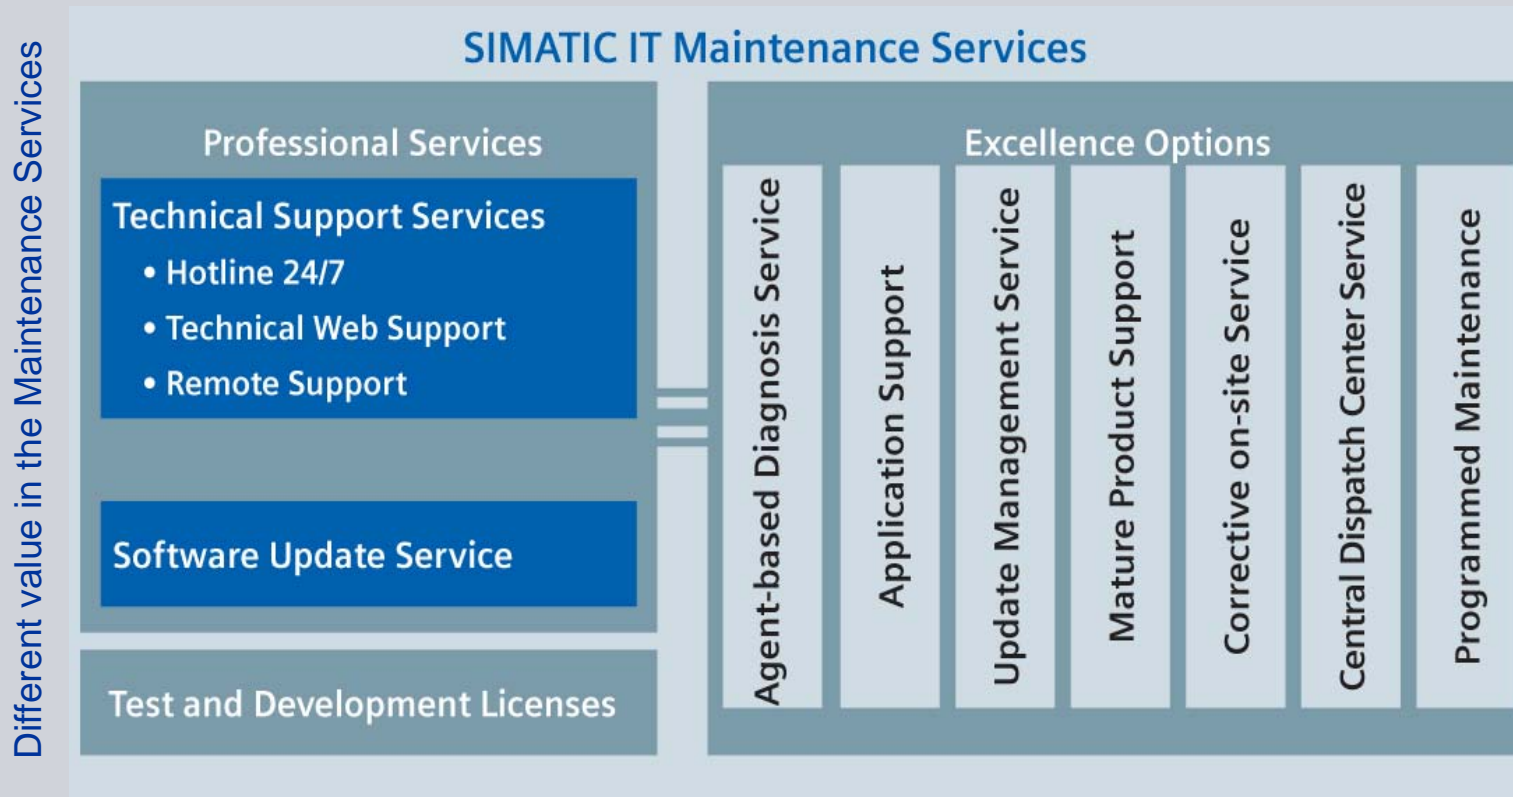 Different value in the Maintenance Services
SIMATIC IT Maintenance Services
Professional Services
Technical Support Services
• Hotline 24/7
• Technical Web Support
• Remote Support
Software Update Service
Test and Development Licenses
Excellence Options
Agent-based Diagnosis Service
Application Support
Update Management Service
Mature Product Support
Corrective on-site Service
Central Dispatch Center Service
Programmed Maintenance